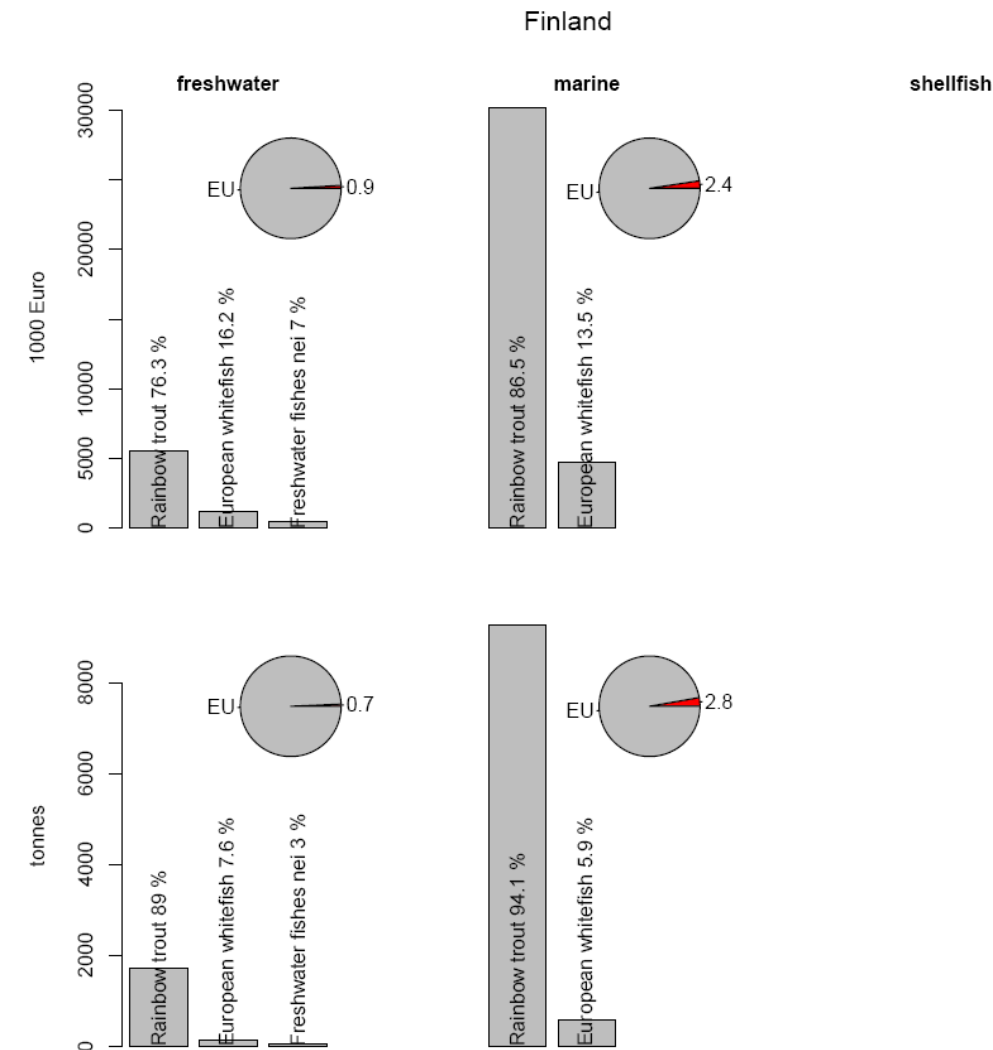 Finland
freshwater
marine
shellfish
1000 Euro
30000
20000
10000
5000
0
Rainbow trout 76.3 %
European whitefish 16.2 %
Freshwater fishes nei 7 %
EU
0.9
Rainbow trout 86.5 %
European whitefish 13.5 %
EU
2.4
tonnes
8000
6000
4000
2000
0
Rainbow trout 89 %
European whitefish 7.6 %
Freshwater fishes nei 3 %
EU
0.7
Rainbow trout 94.1 %
European whitefish 5.9 %
EU
2.8